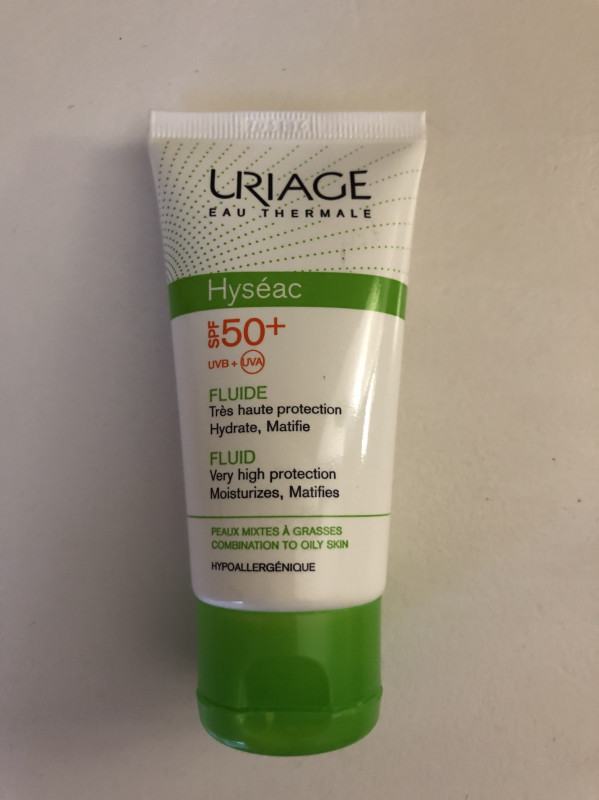 URIAGE
EAU THERMALE
Hyséac
SPF 50+
UVB + UVA
FLUIDE
Très haute protection
Hydrate, Matifie
FLUID
Very high protection
Moisturizes, Matifies
PEAUX MIXTES À GRASSES
COMBINATION TO OILY SKIN
HYPOALLERGÉNIQUE